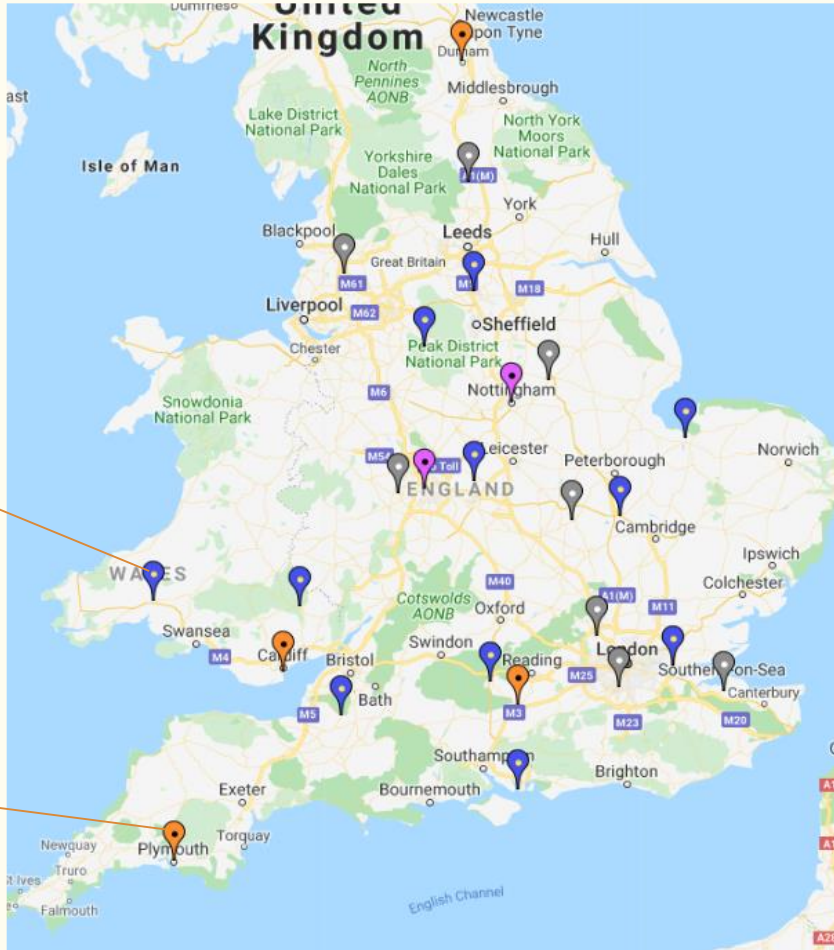 Dumfries
United
Kingdom
Newcastle
upon Tyne
Durham
North
Pennines
AONB
Middlesbrough
Lake District
National Park
North York
Moors
National Park
Isle of Man
Yorkshire
Dales
National Park
A1(M)
York
Blackpool
Leeds
Hull
Great Britain
M61
M18
Liverpool
M62
Sheffield
Chester
Peak District
National Park
M6
Nottingham
Snowdonia
National Park
M54
Toll
Leicester
Peterborough
Norwich
ENGLAND
Cambridge
WALES
Ipswich
Colchester
Cotswolds
AONB
M40
Oxford
A1(M)
M11
Swansea
M4
Cardiff
Bristol
Swindon
Reading
London
M25
Southend-on-Sea
Bath
M5
M3
M23
M20
Canterbury
Southampton
Exeter
Bournemouth
Brighton
Torquay
Plymouth
Newquay
Truro
St Ives
Falmouth
English Channel